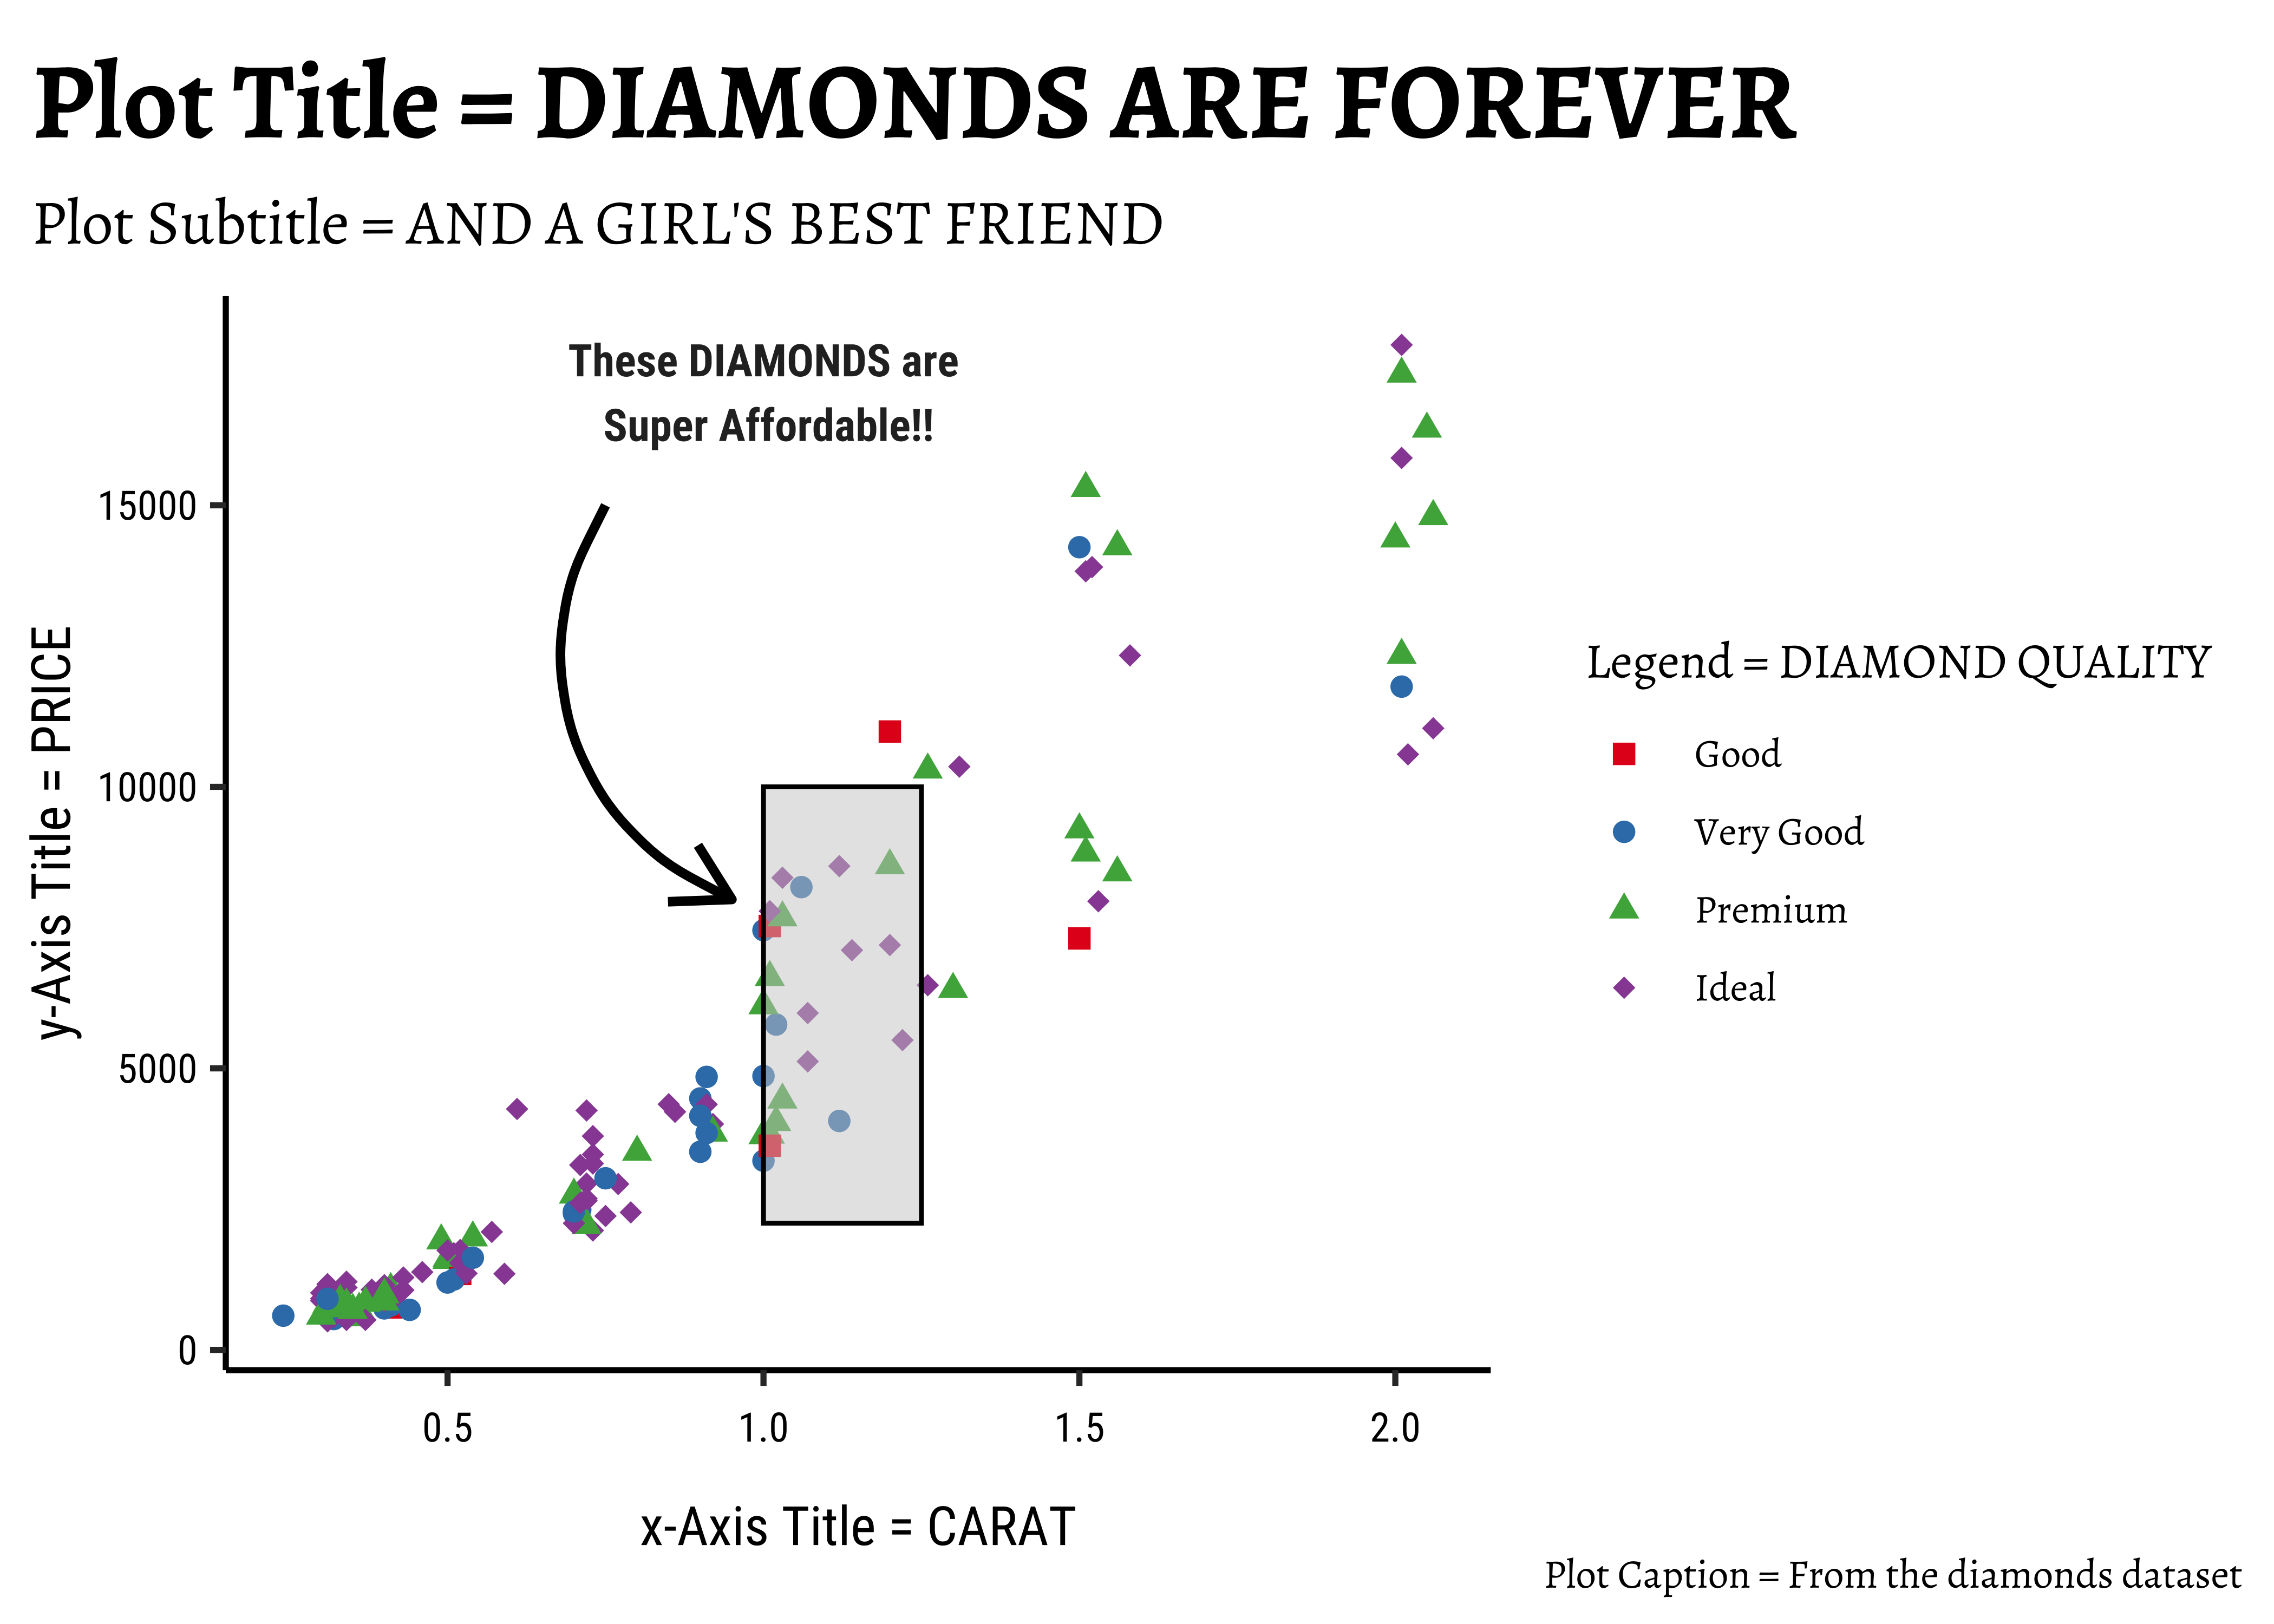 Plot Title = DIAMONDS ARE FOREVER
Plot Subtitle = AND A GIRL'S BEST FRIEND
These DIAMONDS are
Super Affordable!!
y-Axis Title = PRICE
15000
10000
5000
0
0.5
1.0
1.5
2.0
x-Axis Title = CARAT
Legend = DIAMOND QUALITY
Good
Very Good
Premium
Ideal
Plot Caption = From the diamonds dataset